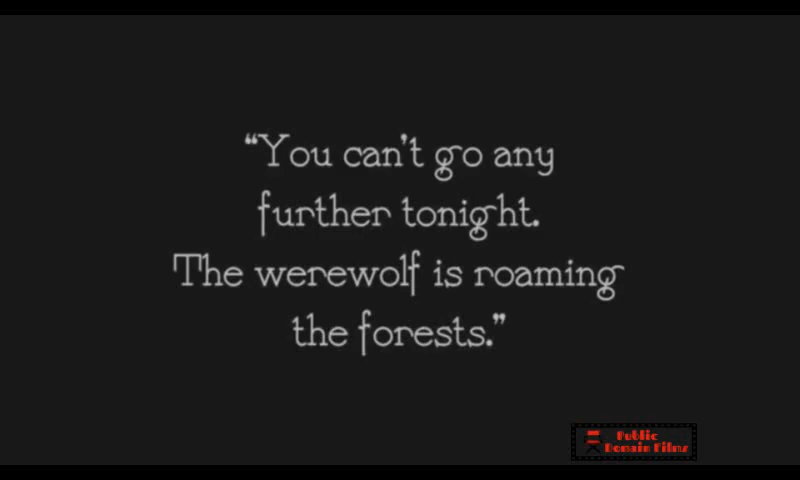 “You can't go any
further tonight.
The werewolf is roaming
the forests.”
Public
Domain Films